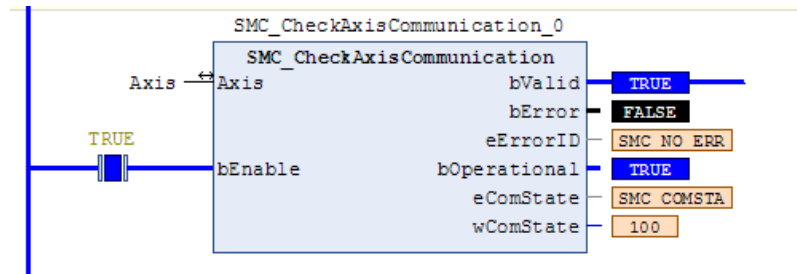 SMC_CheckAxisCommunication_0
SMC_CheckAxisCommunication
Axis Axis bValid TRUE
bError FALSE
TRUE eErrorID SMC NO ERR
bEnable bOperational TRUE
eComState SMC COMSTA
wComState 100